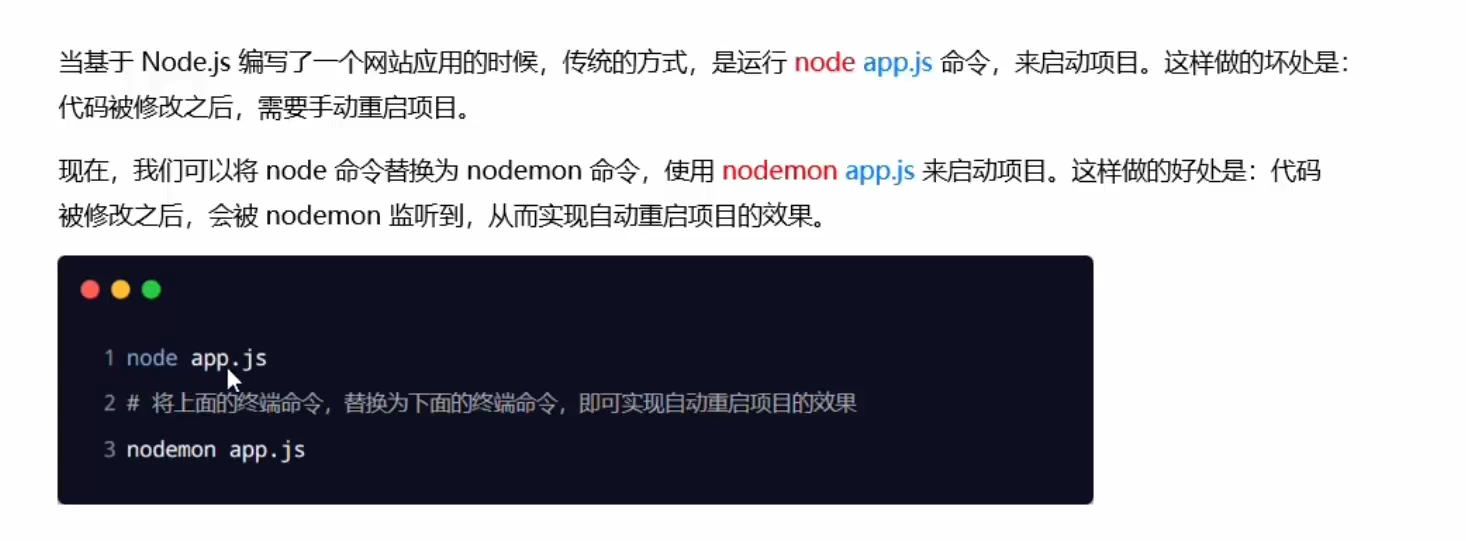 当基于 Node.js 编写了一个网站应用的时候，传统的方式，是运行 node app.js 命令，来启动项目。这样做的坏处是：
代码被修改之后，需要手动重启项目。
现在，我们可以将 node 命令替换为 nodemon 命令，使用 nodemon app.js 来启动项目。这样做的好处是：代码
被修改之后，会被 nodemon 监听到，从而实现自动重启项目的效果。
1 node app.js
2 # 将上面的终端命令，替换为下面的终端命令，即可实现自动重启项目的效果
3 nodemon app.js